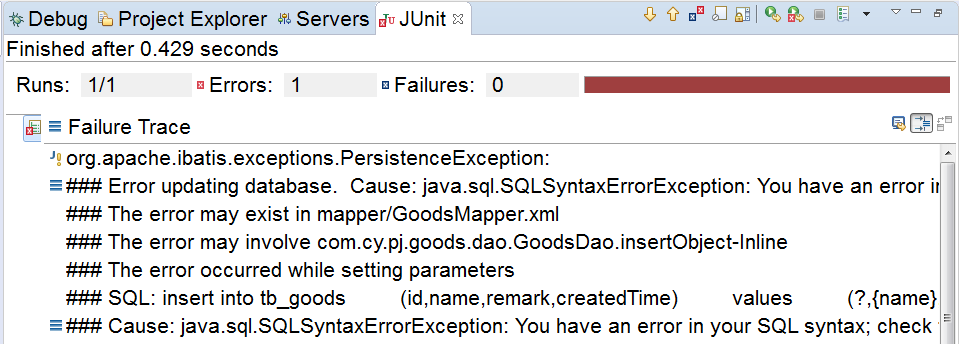 Debug Project Explorer Servers JUnit
Finished after 0.429 seconds
Runs: 1/1 Errors: 1 Failures: 0
Failure Trace
org.apache.ibatis.exceptions.PersistenceException:
### Error updating database. Cause: java.sql.SQLSyntaxErrorException: You have an error in
### The error may exist in mapper/GoodsMapper.xml
### The error may involve com.cy.pj.goods.dao.GoodsDao.insertObject-Inline
### The error occurred while setting parameters
### SQL: insert into tb_goods (id,name,remark,createdTime) values (?,{name}
### Cause: java.sql.SQLSyntaxErrorException: You have an error in your SQL syntax; check